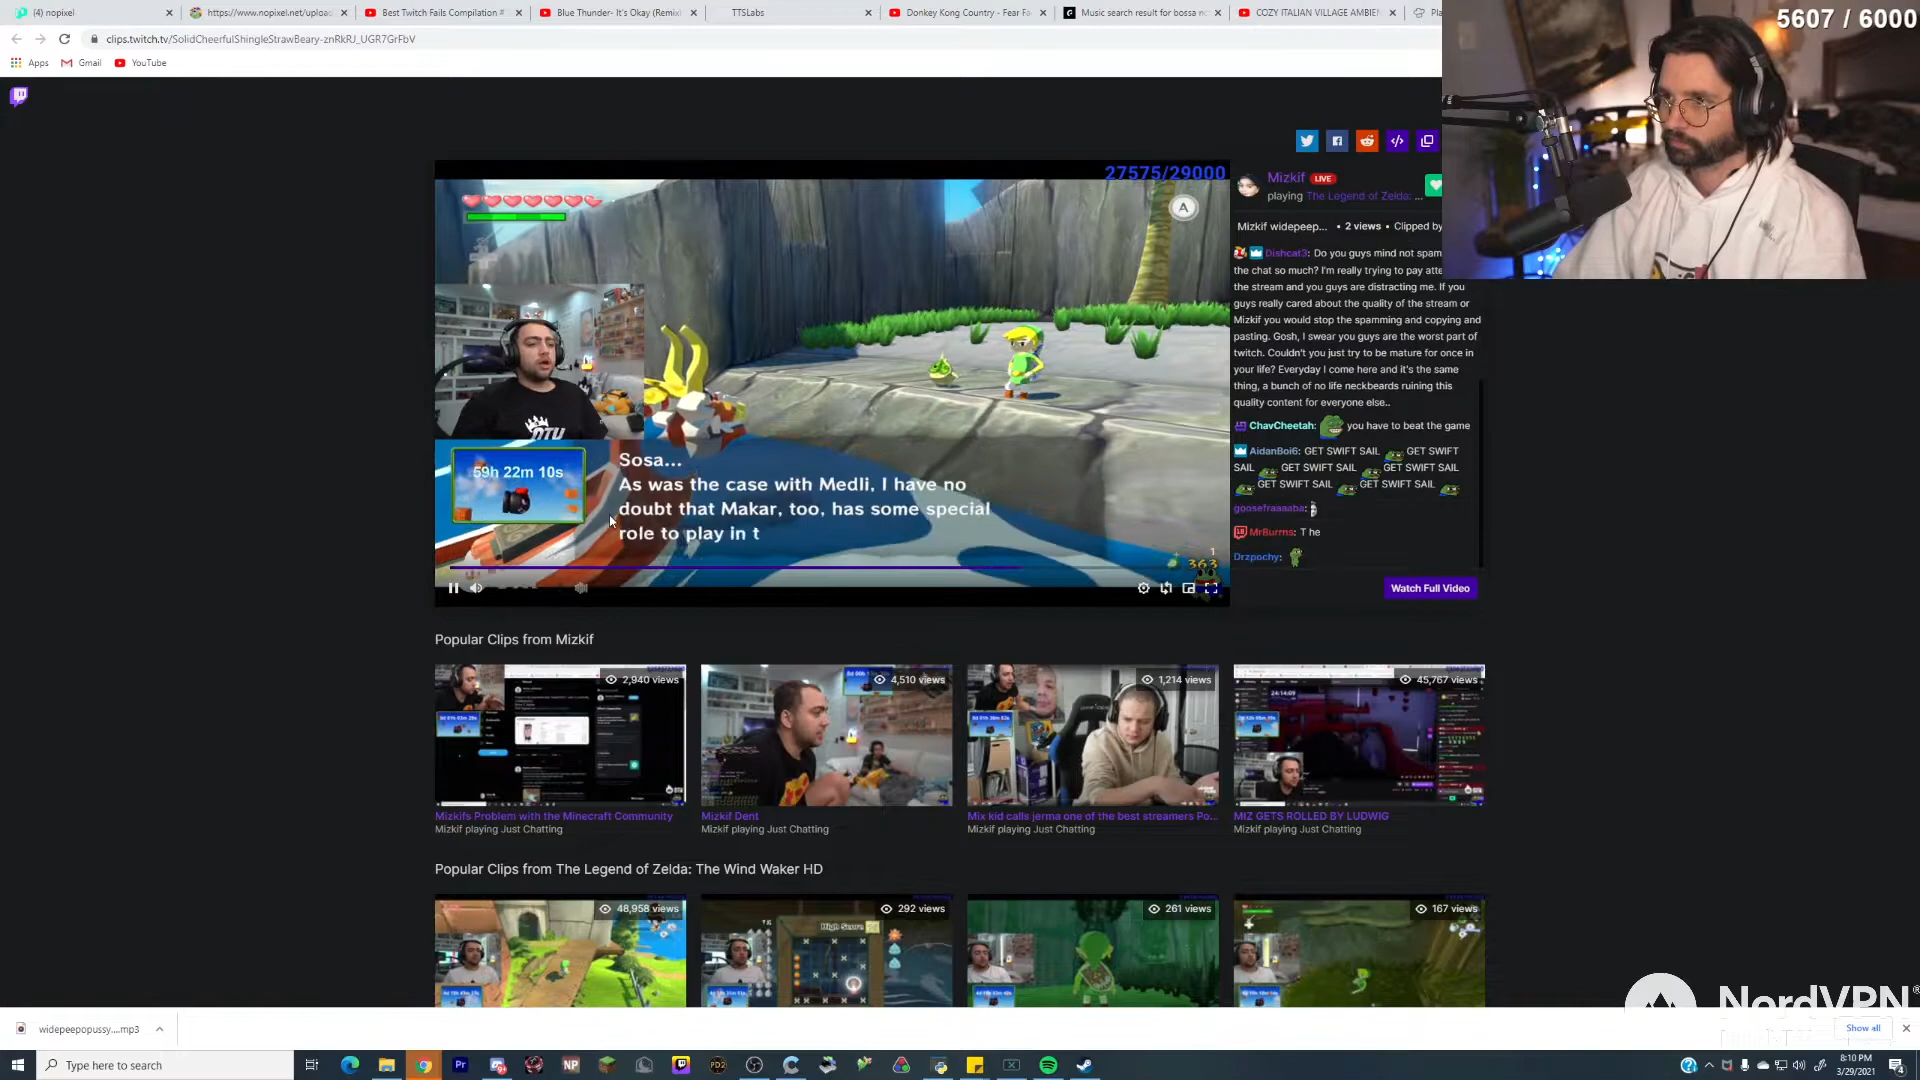 (4) nopixel
https://www.nopixel.net/upload
Best Twitch Fails Compilation #
Blue Thunder- It's Okay (Remix)
TTSLabs
Donkey Kong Country - Fear Fa
Music search result for bossa no
COZY ITALIAN VILLAGE AMBIEN
5607 / 6000
clips.twitch.tv/SolidCheerfulShingleStrawBeary-znRkRJ_UGR7GrFbV
Apps
Gmail
YouTube
27575/29000
A
Mizkif LIVE
playing The Legend of Zelda: ...
Mizkif widepeep... • 2 views • Clipped by
Dishcat3: Do you guys mind not spam
the chat so much? I'm really trying to pay atte
the stream and you guys are distracting me. If you
guys really cared about the quality of the stream or
Mizkif you would stop the spamming and copying and
pasting. Gosh, I swear you guys are the worst part of
twitch. Couldn't you just try to be mature for once in
your life? Everyday I come here and it's the same
thing, a bunch of no life neckbeards ruining this
quality content for everyone else..
ChavCheetah: you have to beat the game
AidanBoi6: GET SWIFT SAIL GET SWIFT
SAIL GET SWIFT SAIL GET SWIFT SAIL
GET SWIFT SAIL GET SWIFT SAIL
goosefraaaaba:
MrBurrns: T he
Drzpochy:
OTU
59h 22m 10s
Sosa...
As was the case with Medli, I have no
doubt that Makar, too, has some special
role to play in t
1
363
Watch Full Video
Popular Clips from Mizkif
2,940 views
4,510 views
1,214 views
45,767 views
24:14:09
Mizkifs Problem with the Minecraft Community
Mizkif playing Just Chatting
Mizkif Dent
Mizkif playing Just Chatting
Mix kid calls jerma one of the best streamers Po...
Mizkif playing Just Chatting
MIZ GETS ROLLED BY LUDWIG
Mizkif playing Just Chatting
Popular Clips from The Legend of Zelda: The Wind Waker HD
48,958 views
292 views
261 views
167 views
High Score
NordVPN®
widepeepopussy....mp3
Show all
Type here to search
Pr
NP
PD2
8:10 PM
3/29/2021
4